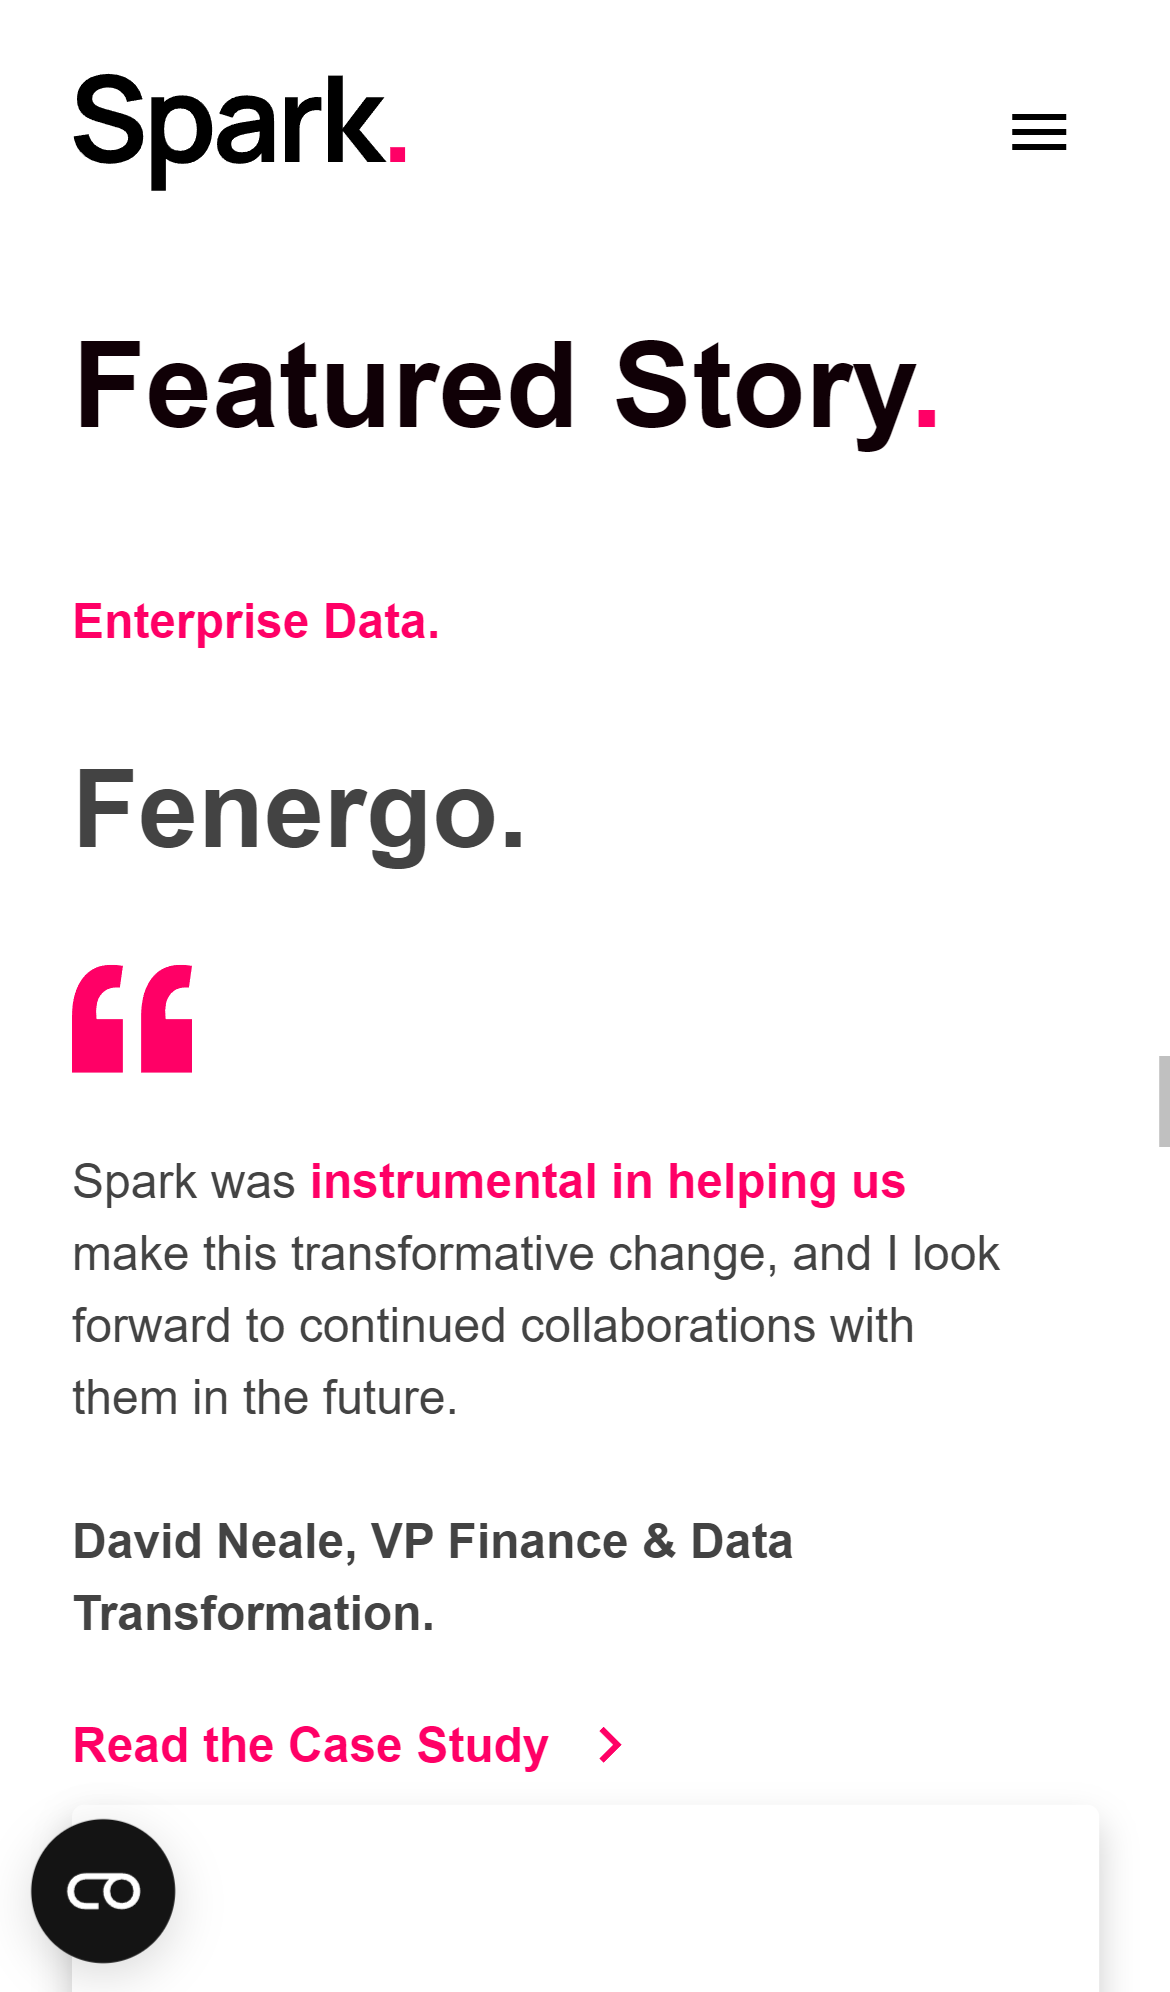 Spark.
Featured Story.
Enterprise Data.
Fenergo.
“
Spark was instrumental in helping us
make this transformative change, and I look
forward to continued collaborations with
them in the future.
David Neale, VP Finance & Data
Transformation.
Read the Case Study